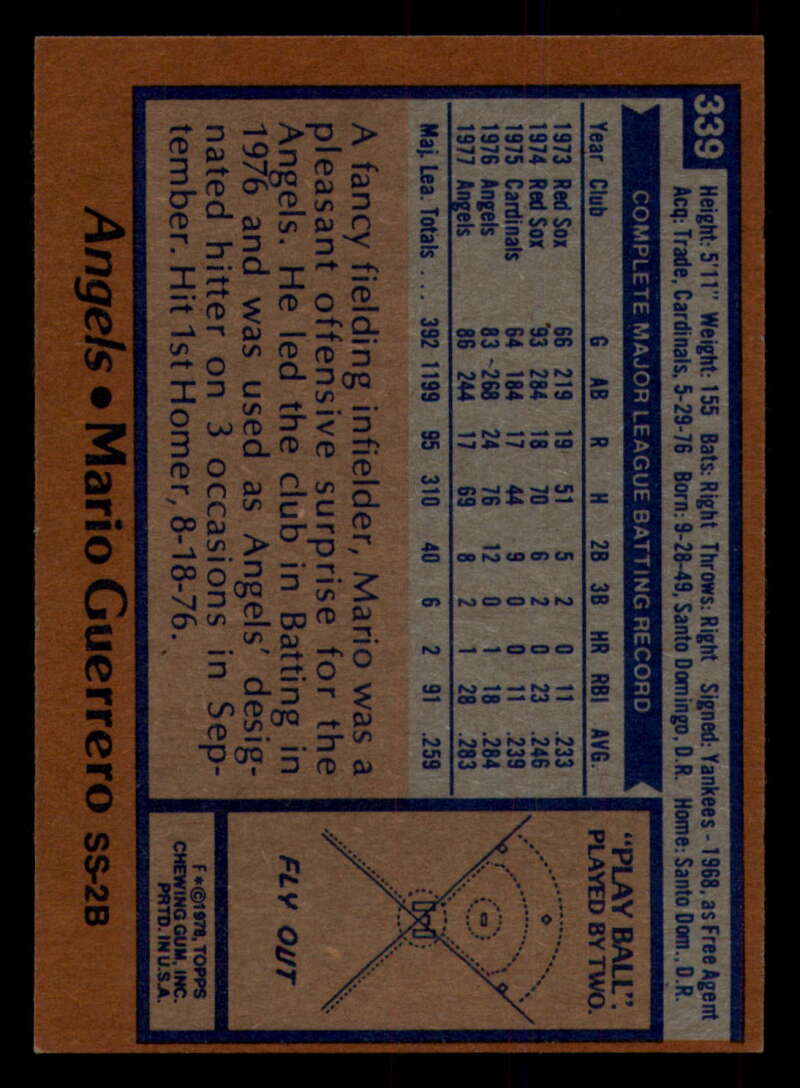 339
Height: 5'11" Weight: 155 Bats: Right Throws: Right Signed: Yankees - 1968, as Free Agent
Acq: Trade, Cardinals, 5-29-76 Born: 9-28-49, Santo Domingo, D.R. Home: Santo Dom., D.R.
COMPLETE MAJOR LEAGUE BATTING RECORD
Year Club G AB R H 2B 3B HR RBI AVG.
1973 Red Sox 66 219 19 51 5 2 0 11 .233
1974 Red Sox 93 284 18 70 6 2 0 23 .246
1975 Cardinals 64 184 17 44 9 0 0 11 .239
1976 Angels 83 268 24 76 12 0 1 18 .284
1977 Angels 86 244 17 69 8 2 1 28 .283
Maj. Lea. Totals ... 392 1199 95 310 40 6 2 91 .259
A fancy fielding infielder, Mario was a
pleasant offensive surprise for the
Angels. He led the club in Batting in
1976 and was used as Angels' desig-
nated hitter on 3 occasions in Sep-
tember. Hit 1st Homer, 8-18-76.
"PLAY BALL":
PLAYED BY TWO.
FLY OUT
F*©1978, TOPPS
CHEWING GUM, INC.
PRTD. IN U.S.A.
Angels • Mario Guerrero SS-2B